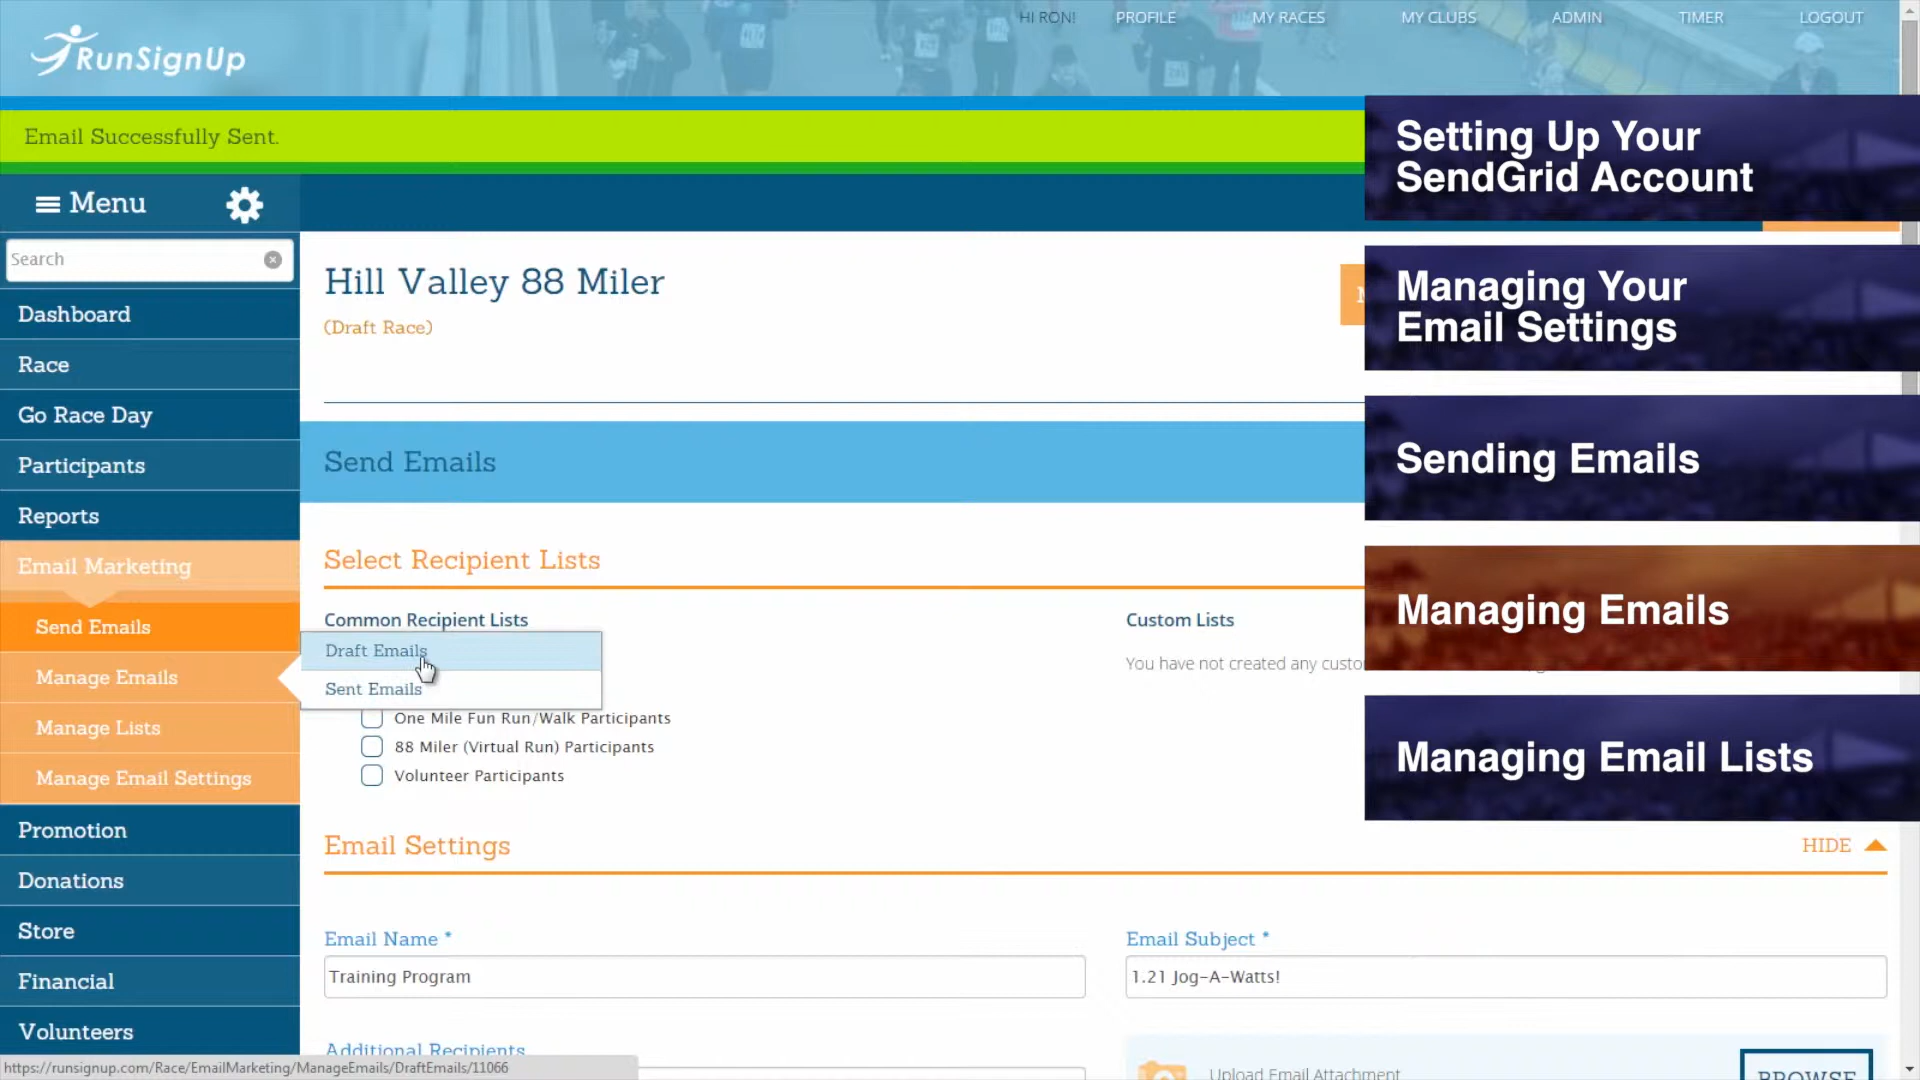 HI RON! PROFILE MY RACES MY CLUBS ADMIN TIMER LOGOUT
RunSignUp
Email Successfully Sent.
Menu
Search
Dashboard
Race
Go Race Day
Participants
Reports
Email Marketing
Send Emails
Manage Emails
Manage Lists
Manage Email Settings
Promotion
Donations
Store
Financial
Volunteers
Hill Valley 88 Miler
(Draft Race)
Send Emails
Select Recipient Lists
Common Recipient Lists
Draft Emails
Sent Emails
One Mile Fun Run/Walk Participants
88 Miler (Virtual Run) Participants
Volunteer Participants
Custom Lists
You have not created any
Email Settings
HIDE
Email Name *
Training Program
Email Subject *
1.21 Jog-A-Watts!
Additional Recipients
Upload Email Attachment
BROWSE
Setting Up Your
SendGrid Account
Managing Your
Email Settings
Sending Emails
Managing Emails
Managing Email Lists
https://runsignup.com/Race/EmailMarketing/ManageEmails/DraftEmails/11066